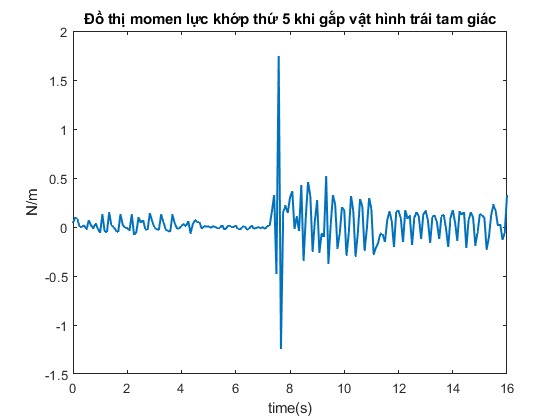 Đồ thị momen lực khớp thứ 5 khi gắp vật hình trái tam giác
2
1.5
1
0.5
0
-0.5
-1
-1.5
N/m
0 2 4 6 8 10 12 14 16
time(s)